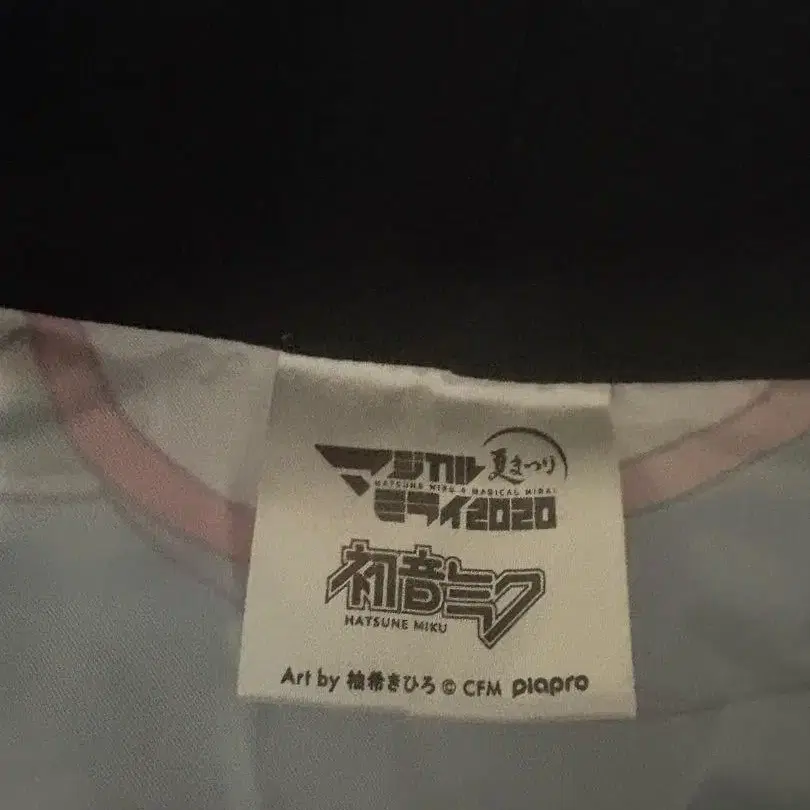 マジカル 夏まつり
HATSUNE MIKU & MAGICAL MIRAI
ミライ2020
初音ミク
HATSUNE MIKU
Art by 柚希きひろ © CFM piapro